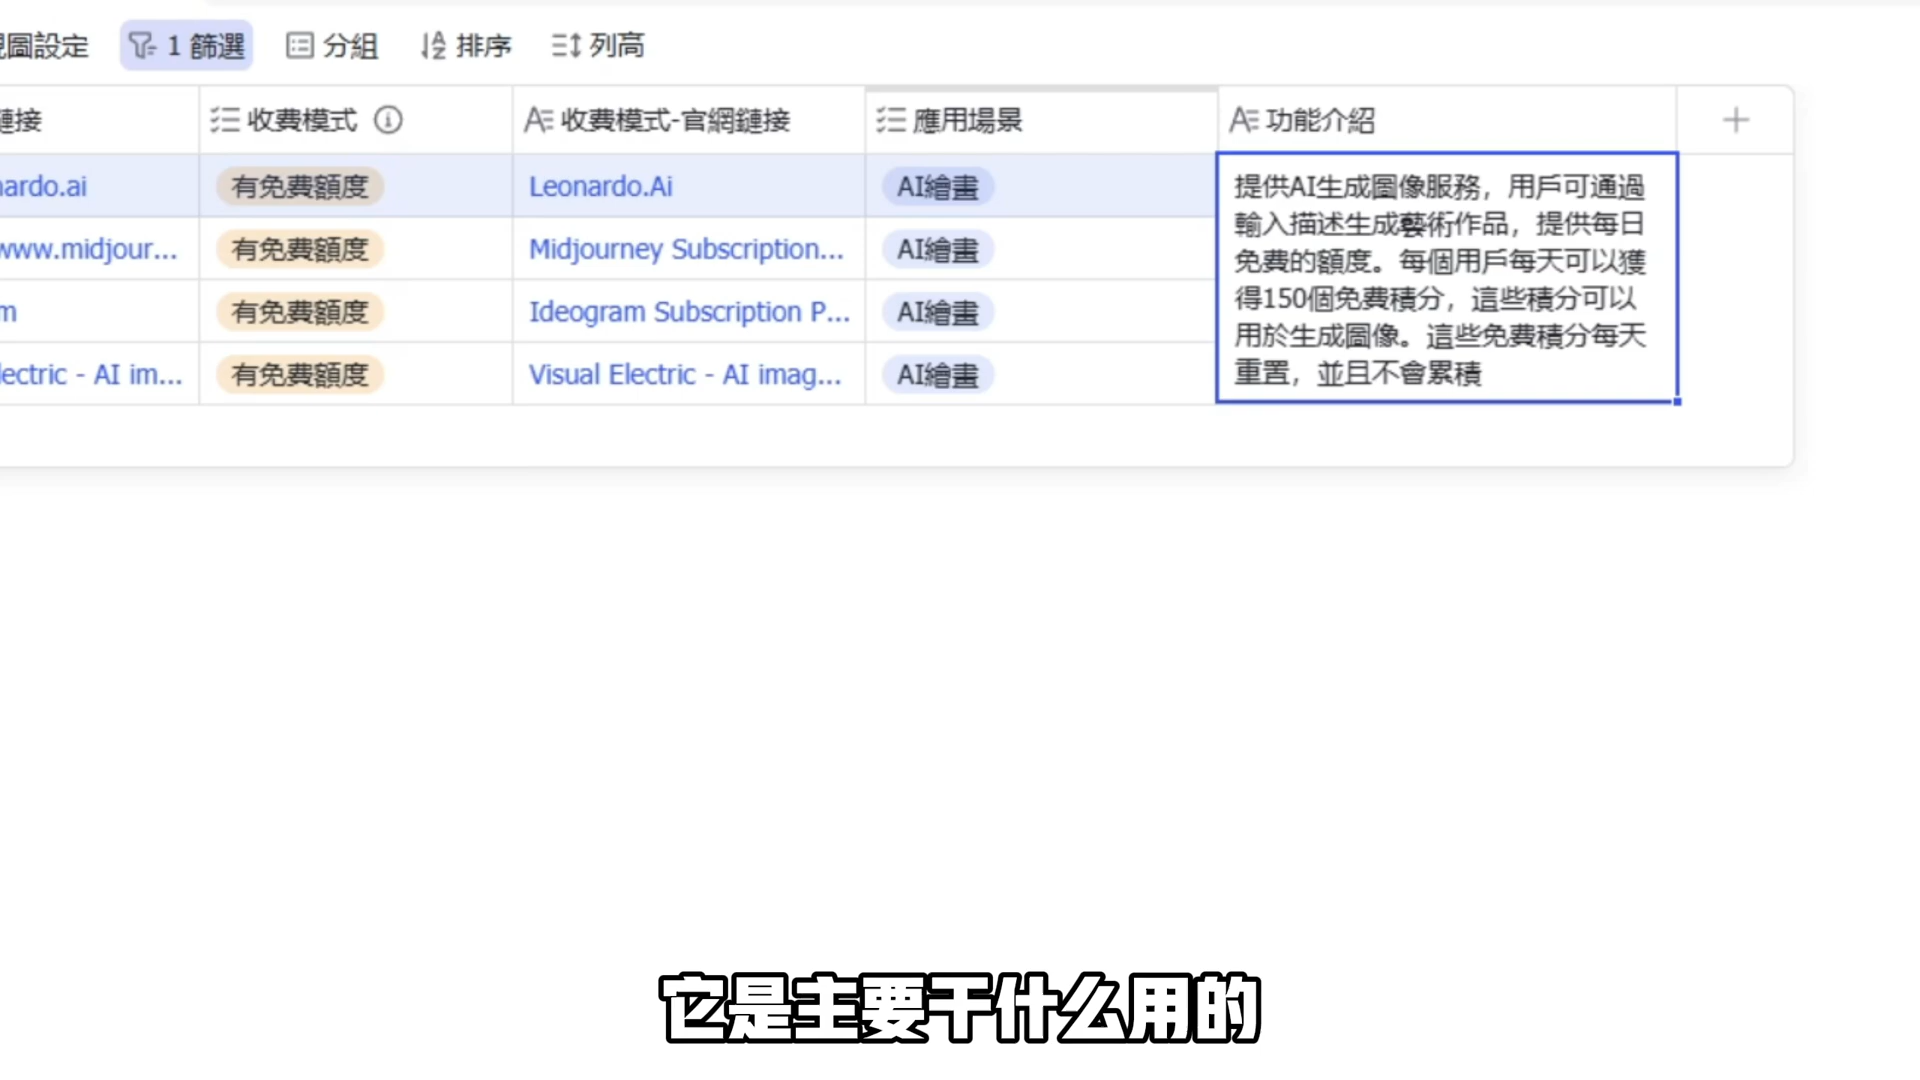 圖設定 1 篩選 分組 排序 列高
鏈接 收费模式 收费模式-官網鏈接 應用場景 功能介紹
nardo.ai 有免費額度 Leonardo.Ai AI繪畫
www.midjour... 有免費額度 Midjourney Subscription... AI繪畫
m 有免費額度 Ideogram Subscription P... AI繪畫
lectric - AI im... 有免費額度 Visual Electric - AI imag... AI繪畫
提供AI生成圖像服務，用戶可通過
輸入描述生成藝術作品，提供每日
免費的額度。每個用戶每天可以獲
得150個免費積分，這些積分可以
用於生成圖像。這些免費積分每天
重置，並且不會累積
它是主要干什么用的